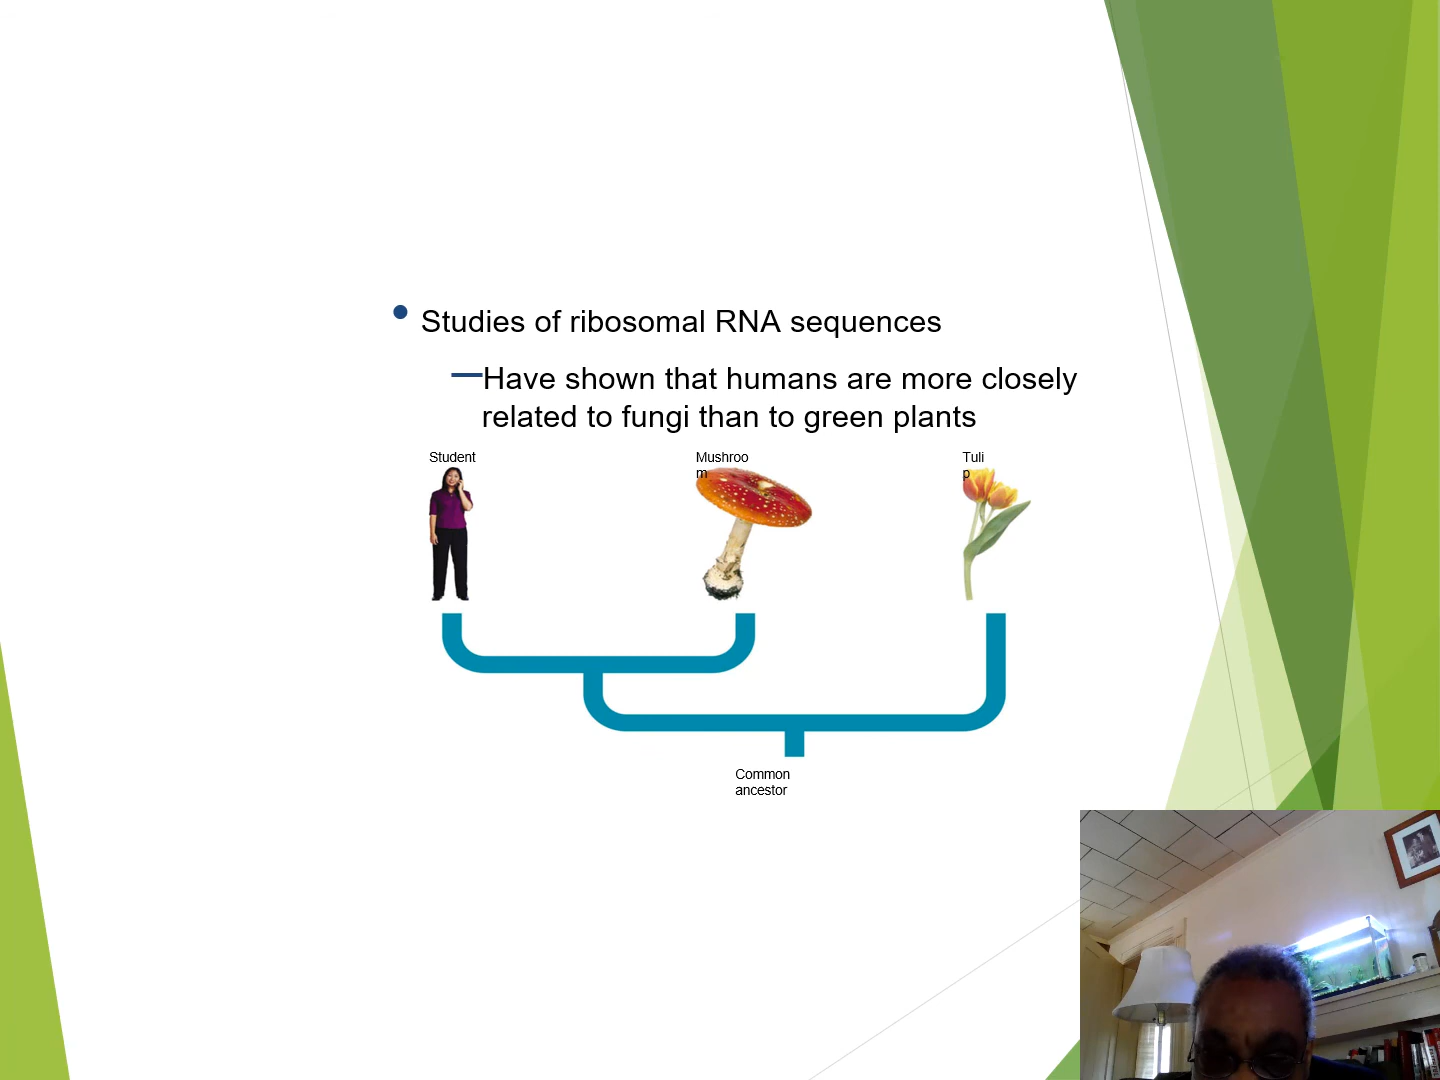 Studies of ribosomal RNA sequences
Have shown that humans are more closely
related to fungi than to green plants
Student
Mushroo
m
Tuli
p
Common
ancestor